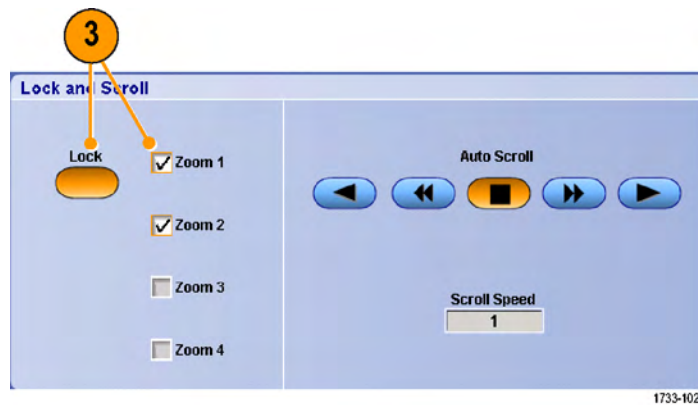 3
Lock and Scroll
Lock
Zoom 1
Auto Scroll
Zoom 2
Zoom 3
Scroll Speed
1
Zoom 4
1733-102